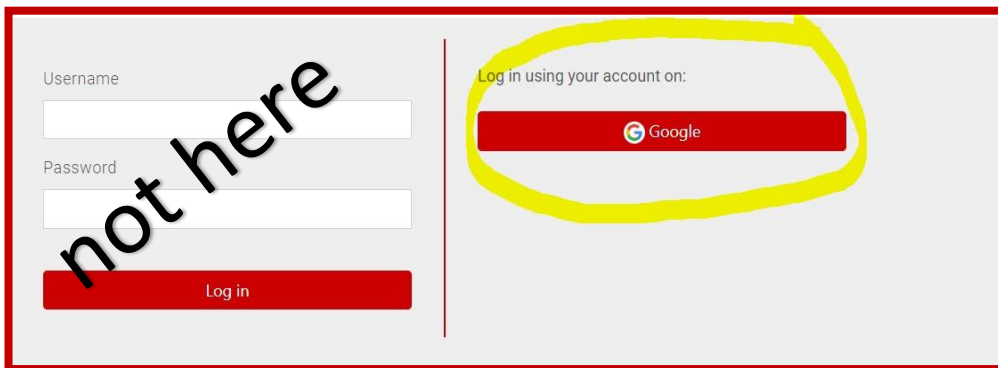 Username
not here
Password
Log in
Log in using your account on:
Google